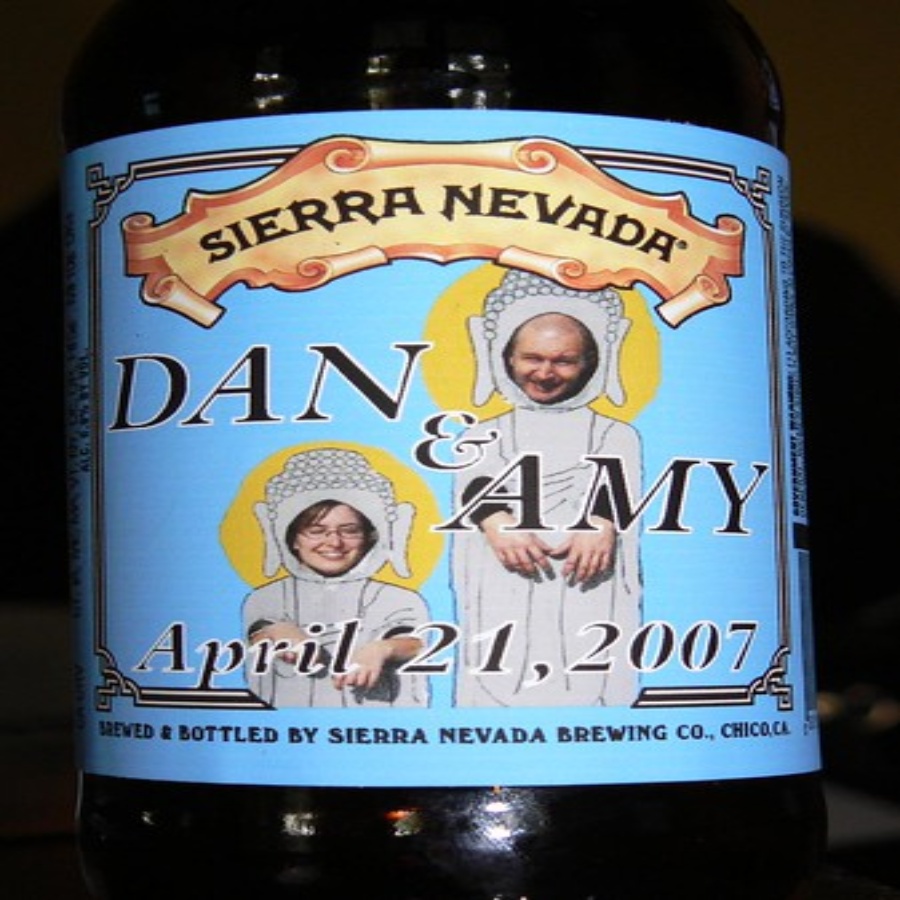 SIERRA NEVADA®
DAN
&
AMY
April 21, 2007
BREWED & BOTTLED BY SIERRA NEVADA BREWING CO., CHICO, CA.